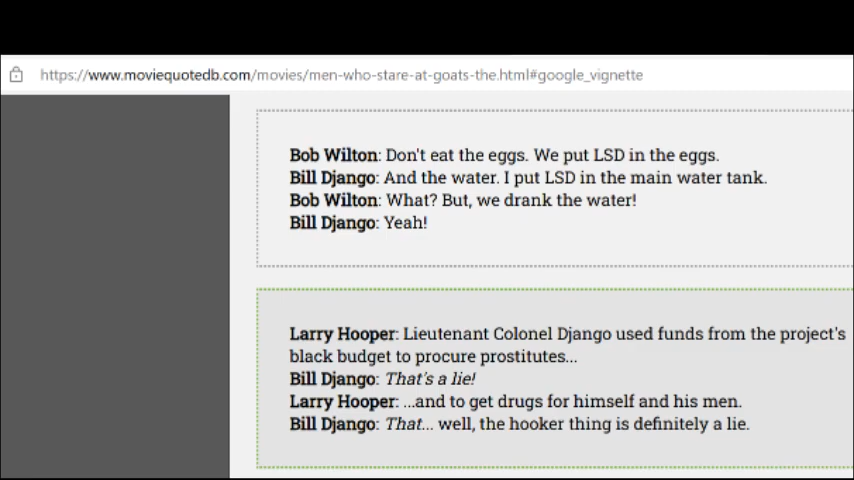 https://www.moviequotedb.com/movies/men-who-stare-at-goats-the.html#google_vignette
Bob Wilton: Don't eat the eggs. We put LSD in the eggs.
Bill Django: And the water. I put LSD in the main water tank.
Bob Wilton: What? But, we drank the water!
Bill Django: Yeah!
Larry Hooper: Lieutenant Colonel Django used funds from the project's
black budget to procure prostitutes...
Bill Django: That's a lie!
Larry Hooper: ...and to get drugs for himself and his men.
Bill Django: That... well, the hooker thing is definitely a lie.